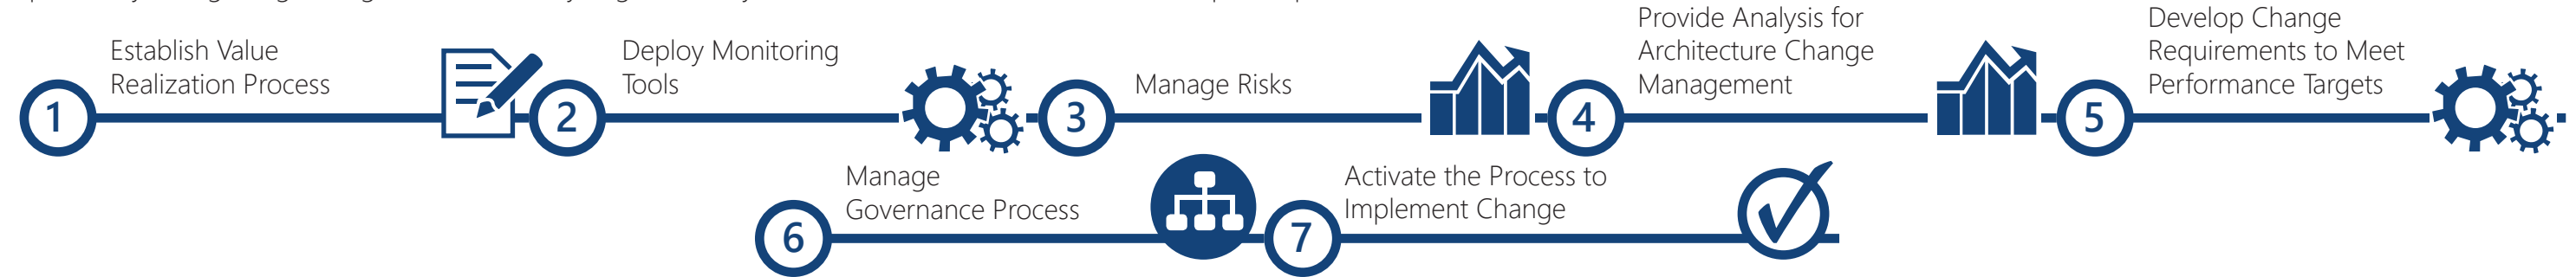 1
Establish Value
Realization Process
2
Deploy Monitoring
Tools
3
Manage Risks
4
Provide Analysis for
Architecture Change
Management
5
Develop Change
Requirements to Meet
Performance Targets
6
Manage
Governance Process
7
Activate the Process to
Implement Change